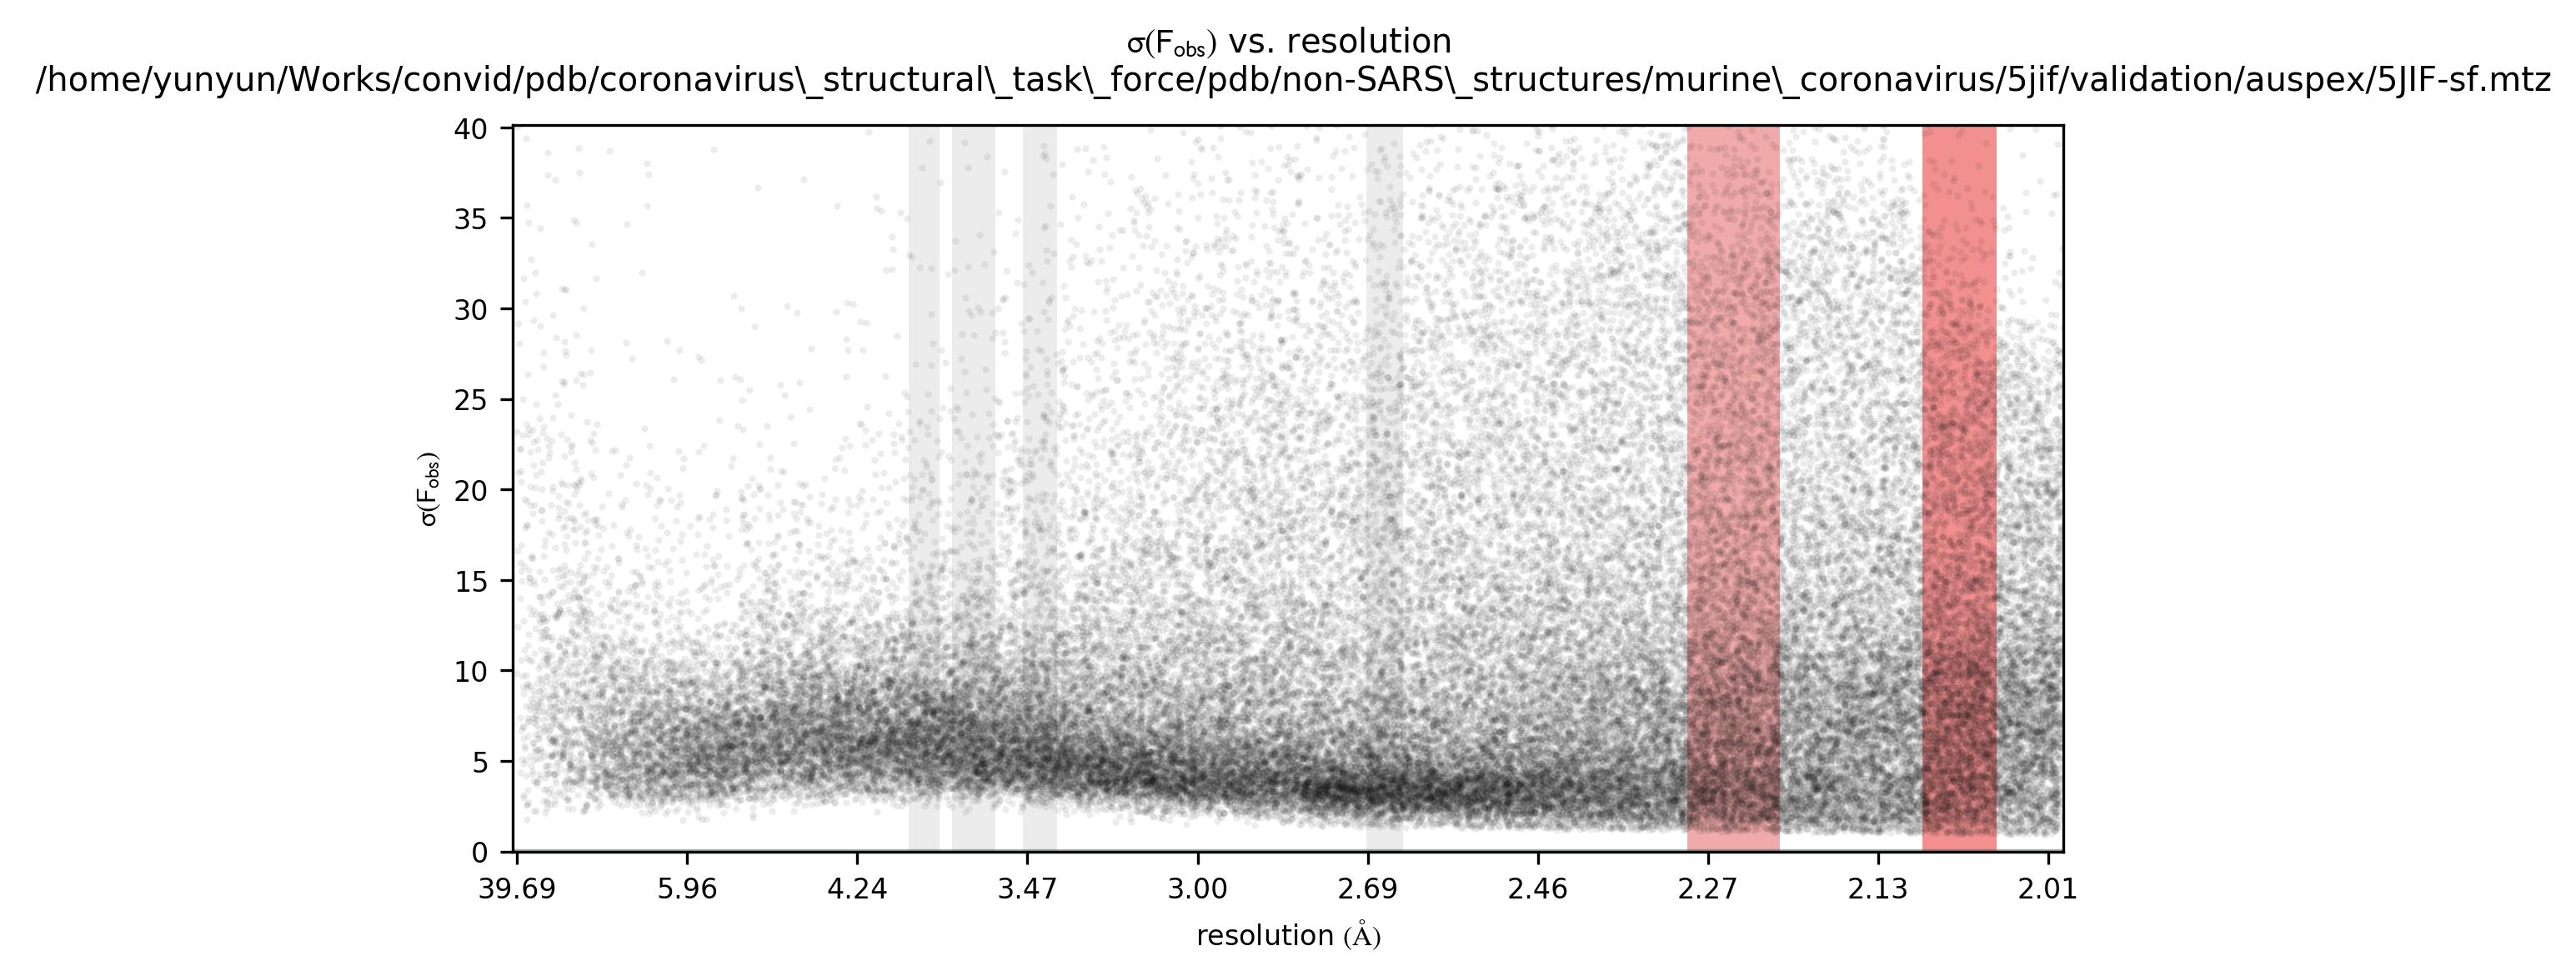 σ(Fobs) vs. resolution
/home/yunyun/Works/convid/pdb/coronavirus\_structural\_task\_force/pdb/non-SARS\_structures/murine\_coronavirus/5jif/validation/auspex/5JIF-sf.mtz
40
35
30
25
20
15
10
5
0
σ(Fobs)
39.69 5.96 4.24 3.47 3.00 2.69 2.46 2.27 2.13 2.01
resolution (Å)